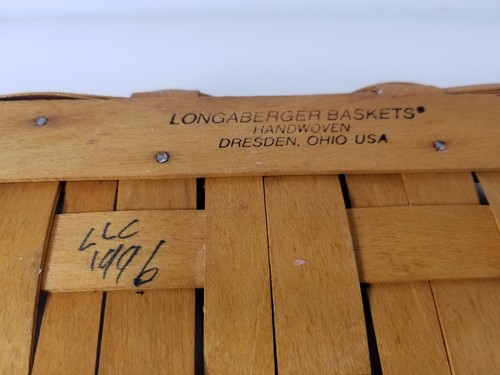 LONGABERGER BASKETS®
HANDWOVEN
DRESDEN, OHIO USA
LLC
1996